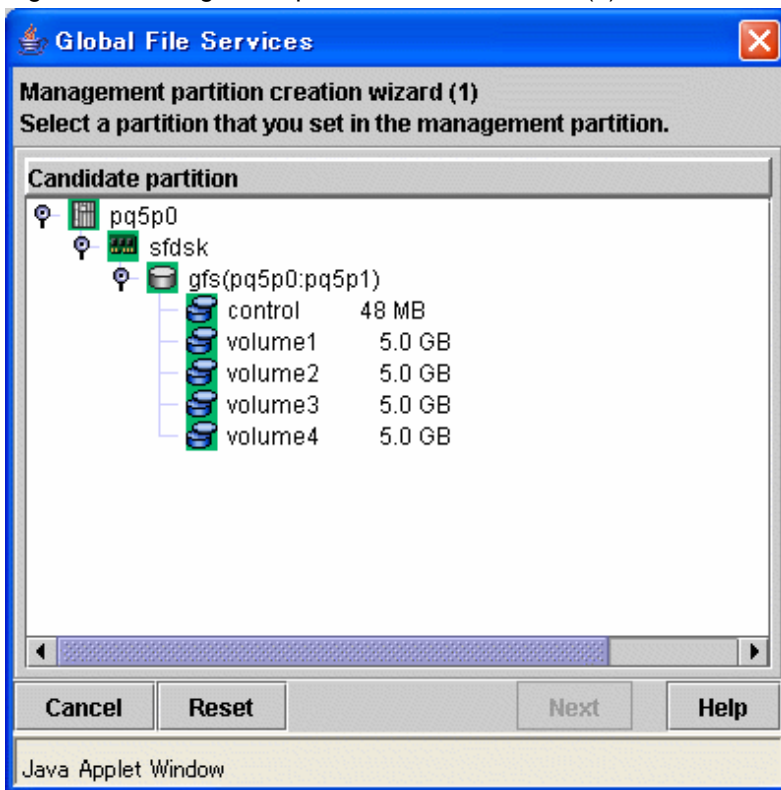 Global File Services
Management partition creation wizard (1)
Select a partition that you set in the management partition.
Candidate partition
pq5p0
sfdsk
gfs(pq5p0:pq5p1)
control 48 MB
volume1 5.0 GB
volume2 5.0 GB
volume3 5.0 GB
volume4 5.0 GB
Cancel Reset Next Help
Java Applet Window